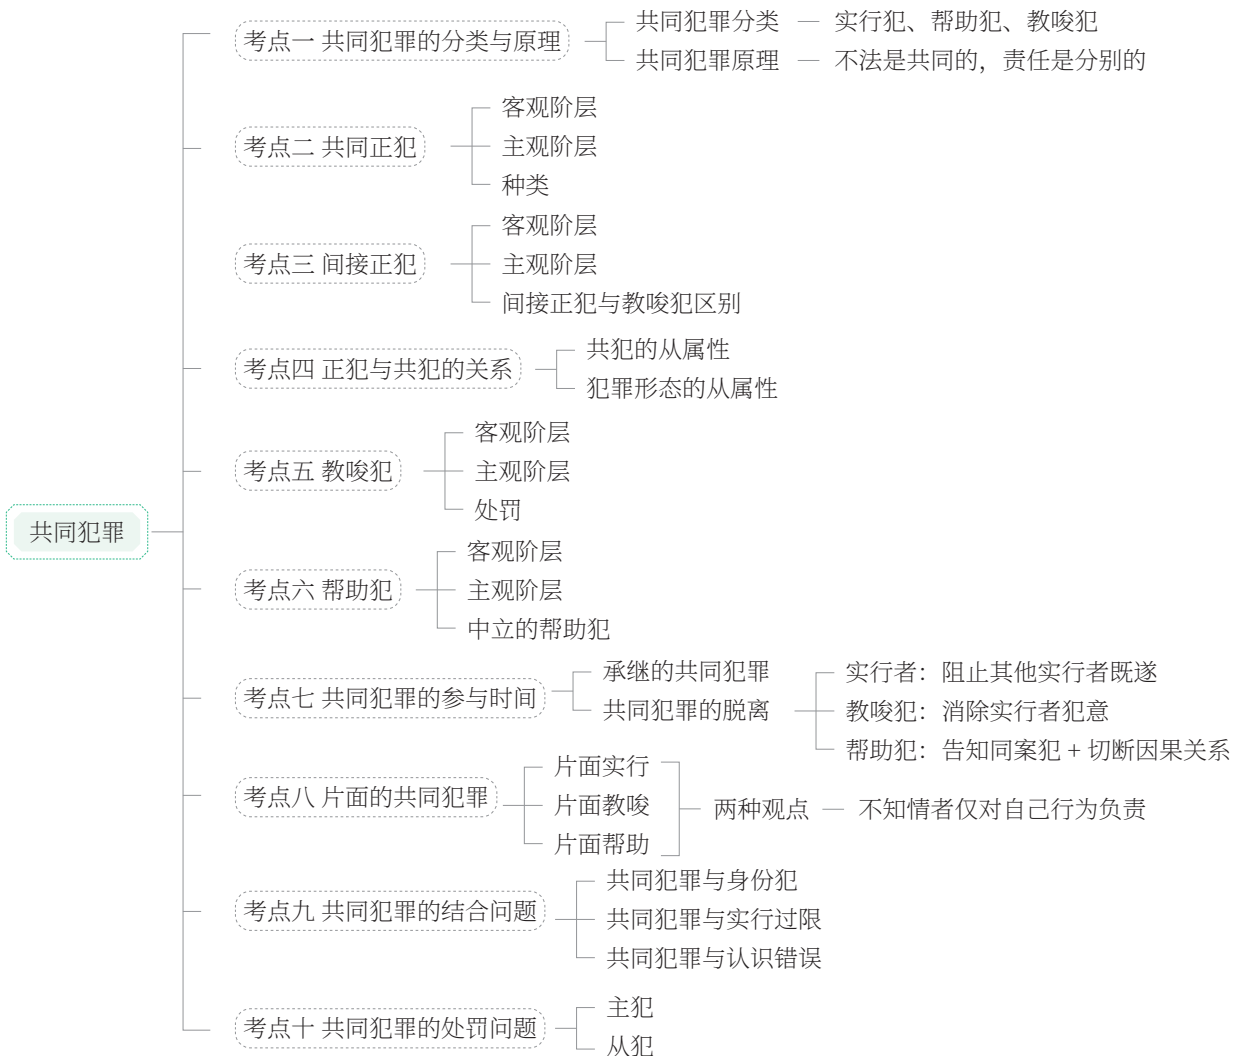 共同犯罪
考点一 共同犯罪的分类与原理
共同犯罪分类 — 实行犯、帮助犯、教唆犯
共同犯罪原理 — 不法是共同的，责任是分别的
考点二 共同正犯
客观阶层
主观阶层
种类
考点三 间接正犯
客观阶层
主观阶层
间接正犯与教唆犯区别
考点四 正犯与共犯的关系
共犯的从属性
犯罪形态的从属性
考点五 教唆犯
客观阶层
主观阶层
处罚
考点六 帮助犯
客观阶层
主观阶层
中立的帮助犯
考点七 共同犯罪的参与时间
承继的共同犯罪
共同犯罪的脱离
实行者：阻止其他实行者既遂
教唆犯：消除实行者犯意
帮助犯：告知同案犯 + 切断因果关系
考点八 片面的共同犯罪
片面实行
片面教唆
片面帮助
两种观点 — 不知情者仅对自己行为负责
考点九 共同犯罪的结合问题
共同犯罪与身份犯
共同犯罪与实行过限
共同犯罪与认识错误
考点十 共同犯罪的处罚问题
主犯
从犯